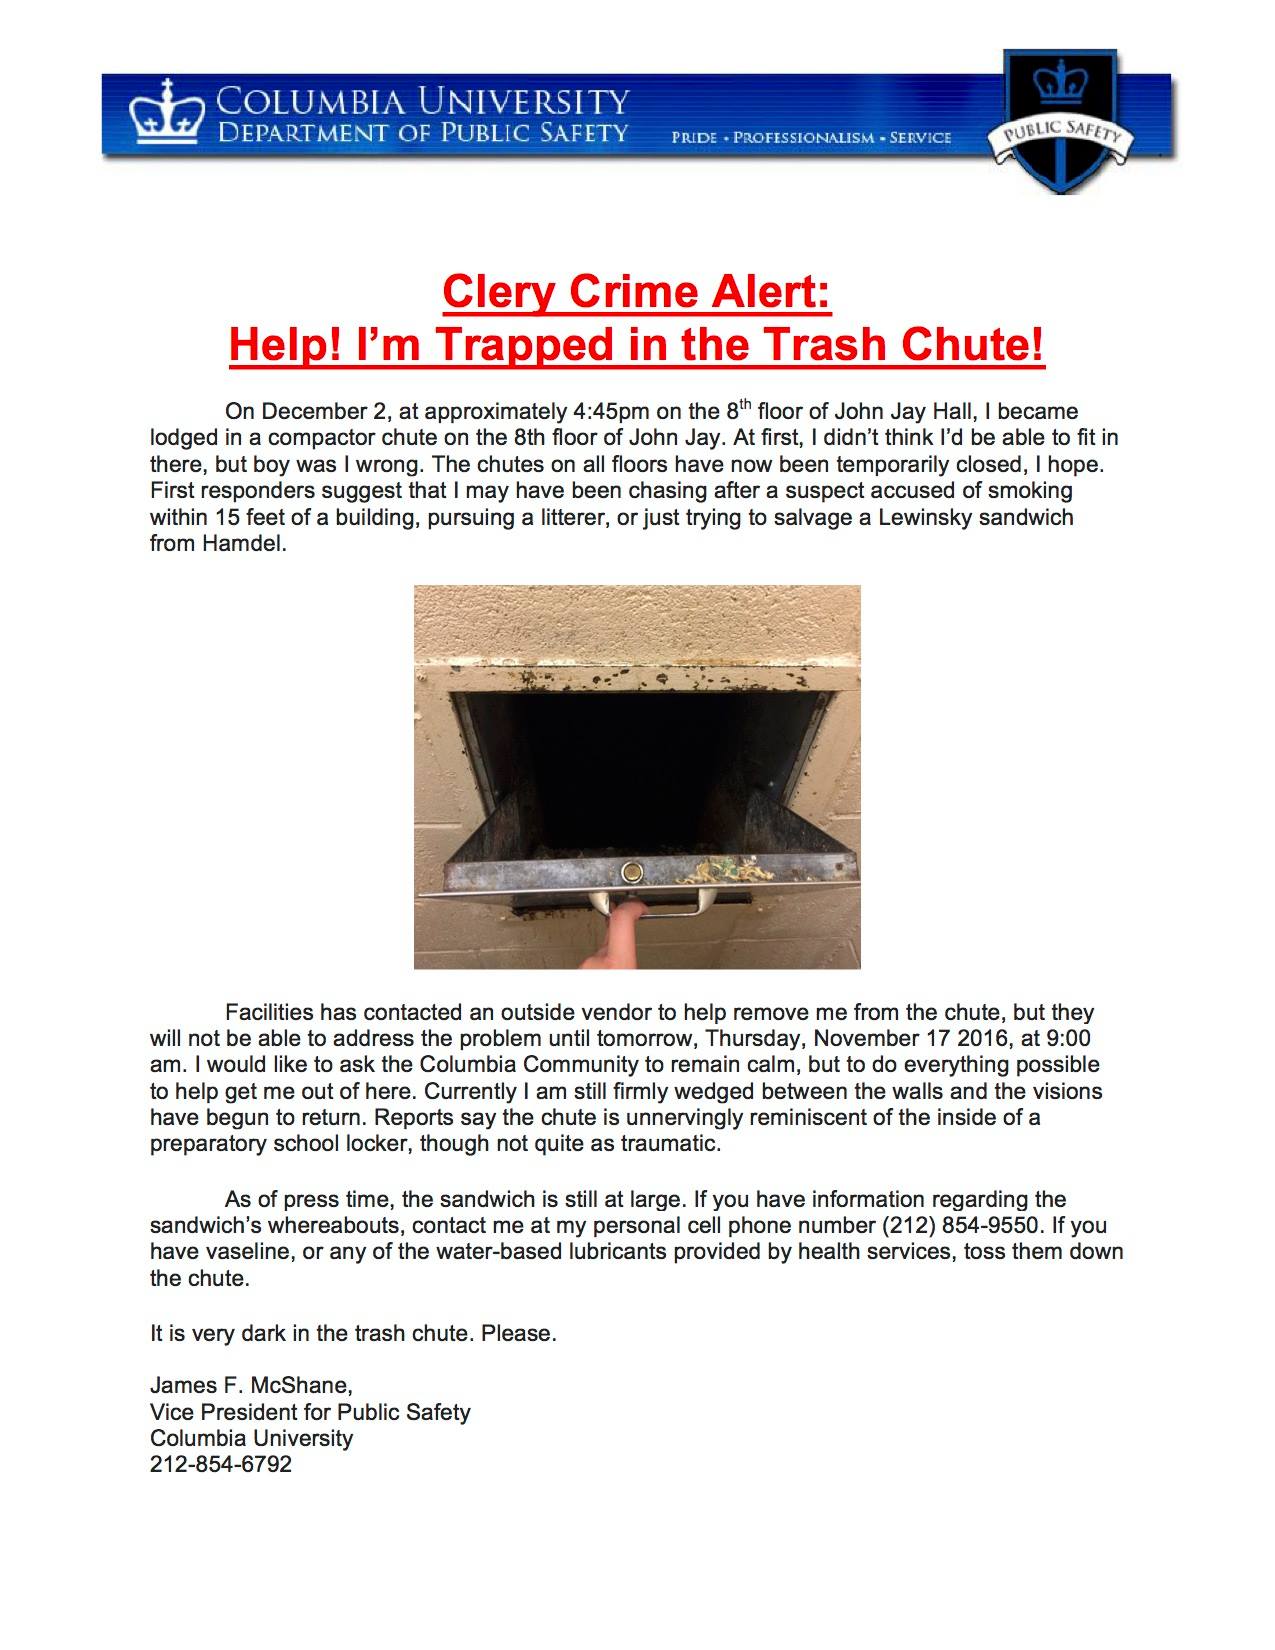 COLUMBIA UNIVERSITY
DEPARTMENT OF PUBLIC SAFETY
PRIDE • PROFESSIONALISM • SERVICE
PUBLIC SAFETY
Clery Crime Alert:
Help! I’m Trapped in the Trash Chute!
On December 2, at approximately 4:45pm on the 8th floor of John Jay Hall, I became
lodged in a compactor chute on the 8th floor of John Jay. At first, I didn’t think I’d be able to fit in
there, but boy was I wrong. The chutes on all floors have now been temporarily closed, I hope.
First responders suggest that I may have been chasing after a suspect accused of smoking
within 15 feet of a building, pursuing a litterer, or just trying to salvage a Lewinsky sandwich
from Hamdel.
Facilities has contacted an outside vendor to help remove me from the chute, but they
will not be able to address the problem until tomorrow, Thursday, November 17 2016, at 9:00
am. I would like to ask the Columbia Community to remain calm, but to do everything possible
to help get me out of here. Currently I am still firmly wedged between the walls and the visions
have begun to return. Reports say the chute is unnervingly reminiscent of the inside of a
preparatory school locker, though not quite as traumatic.
As of press time, the sandwich is still at large. If you have information regarding the
sandwich’s whereabouts, contact me at my personal cell phone number (212) 854-9550. If you
have vaseline, or any of the water-based lubricants provided by health services, toss them down
the chute.
It is very dark in the trash chute. Please.
James F. McShane,
Vice President for Public Safety
Columbia University
212-854-6792